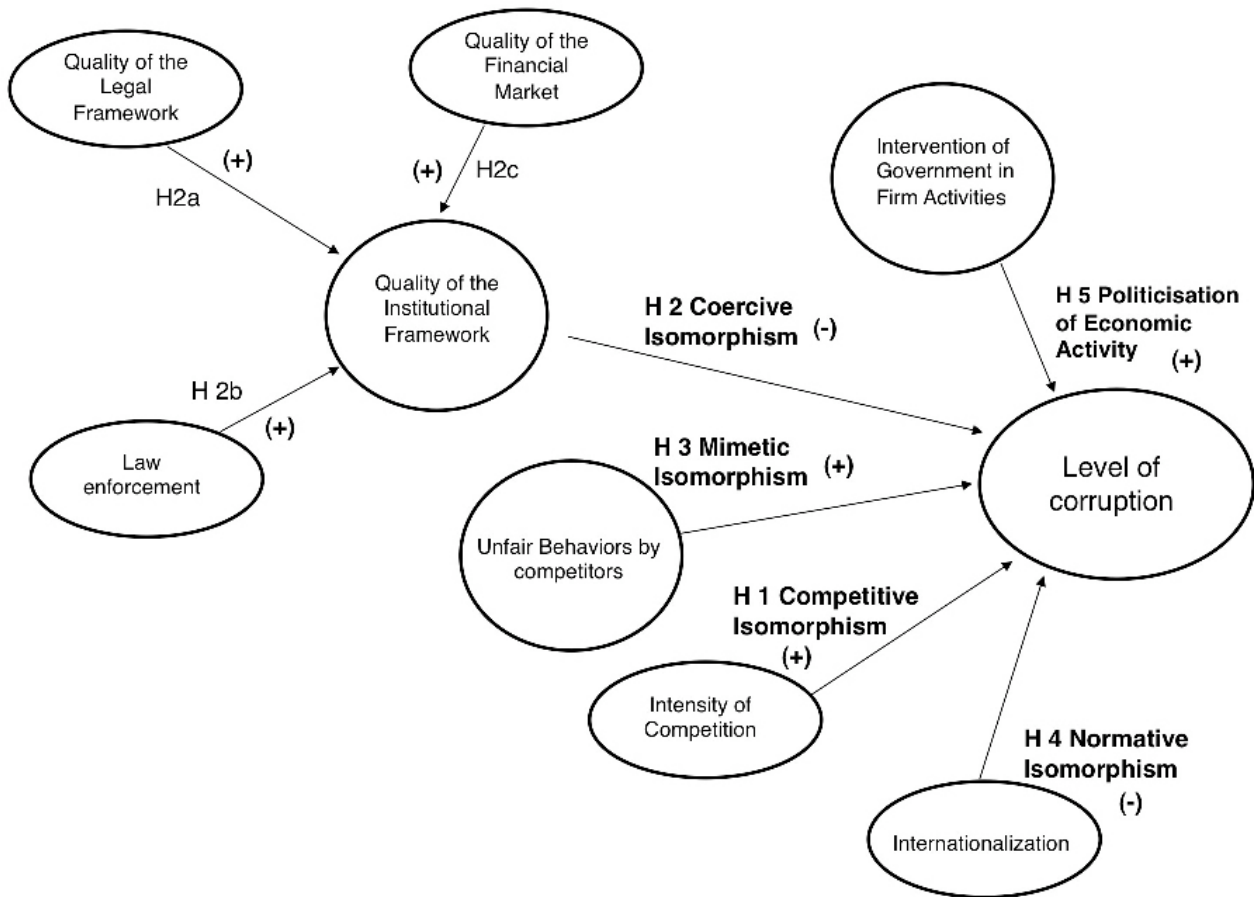 Quality of the
Legal
Framework
Quality of the
Financial
Market
(+)
H2a
(+)
H2c
Intervention of
Government in
Firm Activities
Quality of the
Institutional
Framework
H 2 Coercive
Isomorphism (-)
H 5 Politicisation
of Economic
Activity (+)
H 2b
(+)
Law
enforcement
H 3 Mimetic
Isomorphism (+)
Level of
corruption
Unfair Behaviors by
competitors
H 1 Competitive
Isomorphism
(+)
Intensity of
Competition
H 4 Normative
Isomorphism
(-)
Internationalization